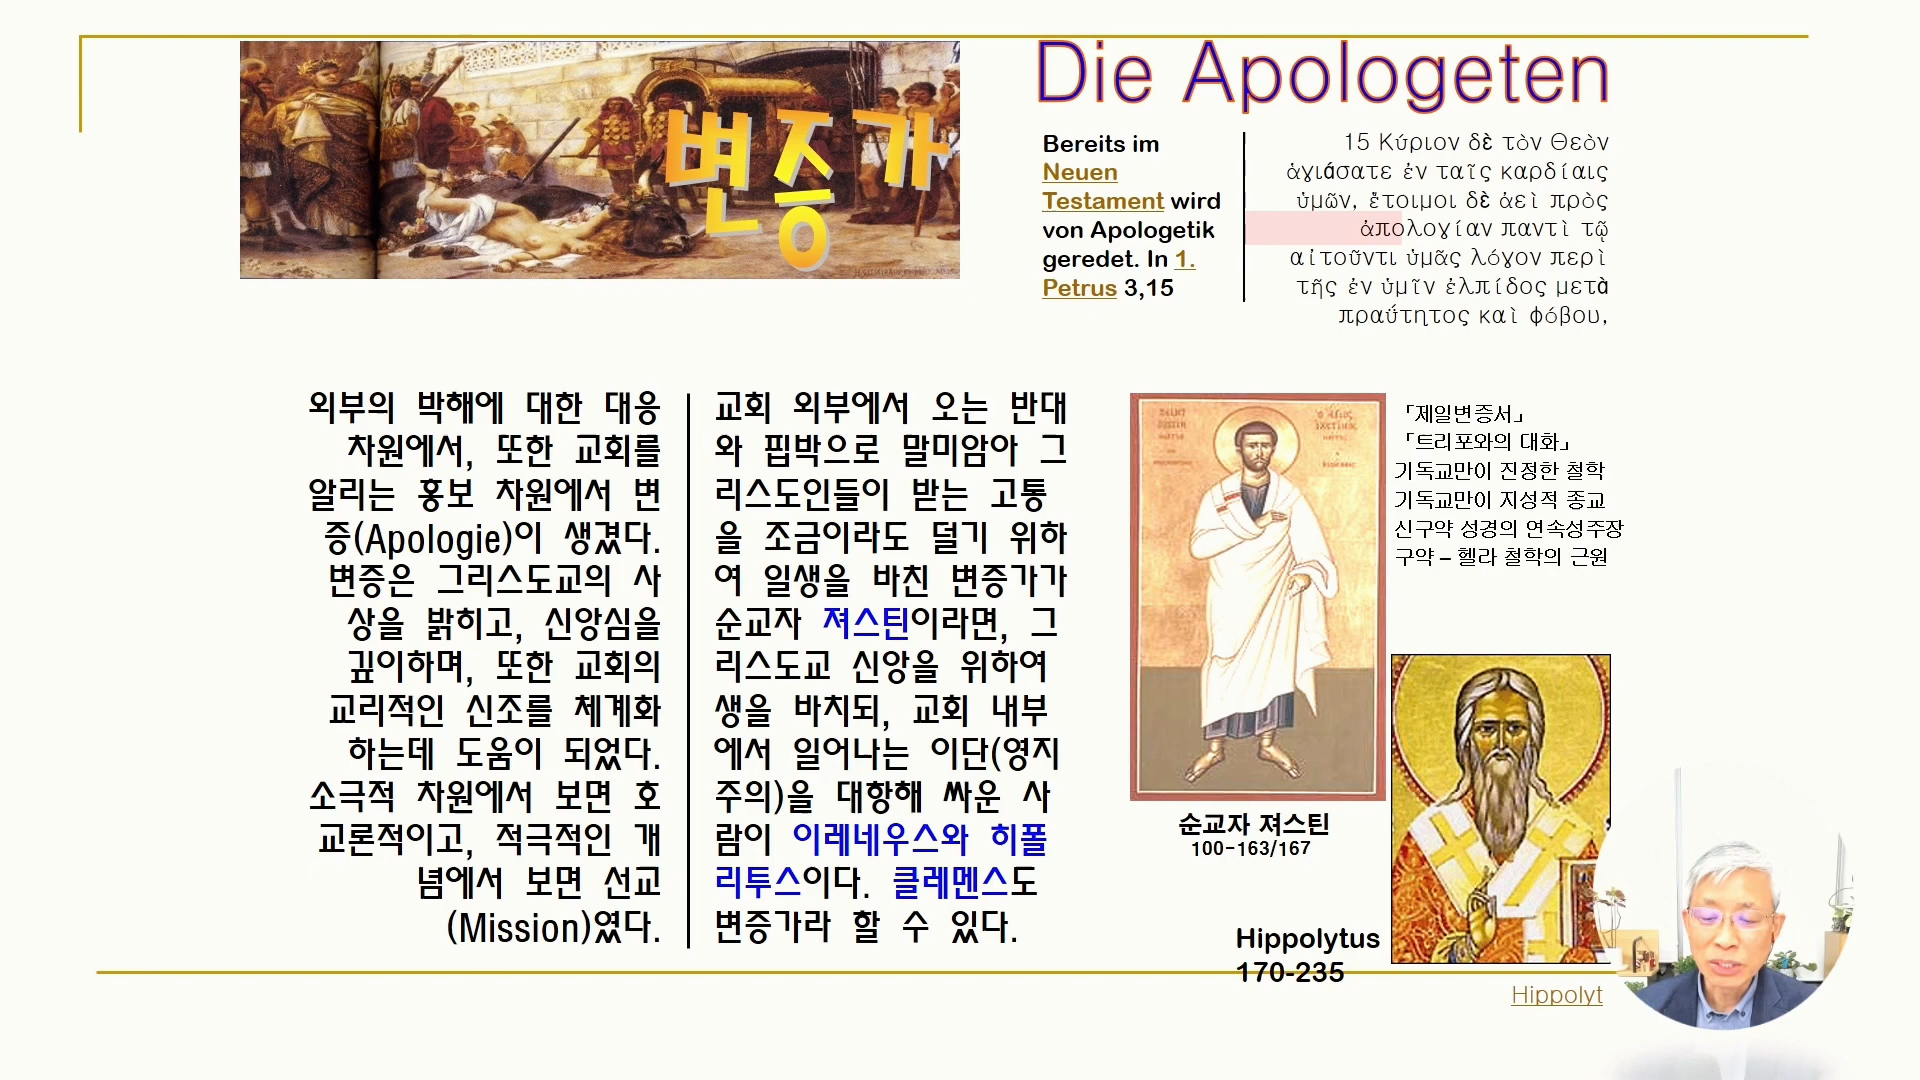 변증가
Die Apologeten
Bereits im
Neuen
Testament wird
von Apologetik
geredet. In 1.
Petrus 3,15
15 Κύριον δὲ τὸν Θεὸν
ἁγιάσατε ἐν ταῖς καρδίαις
ὑμῶν, ἕτοιμοι δὲ ἀεὶ πρὸς
ἀπολογίαν παντὶ τῷ
αἰτοῦντι ὑμᾶς λόγον περὶ
τῆς ἐν ὑμῖν ἐλπίδος μετὰ
πραΰτητος καὶ φόβου,
외부의 박해에 대한 대응
차원에서, 또한 교회를
알리는 홍보 차원에서 변
증(Apologie)이 생겼다.
변증은 그리스도교의 사
상을 밝히고, 신앙심을
깊이하며, 또한 교회의
교리적인 신조를 체계화
하는데 도움이 되었다.
소극적 차원에서 보면 호
교론적이고, 적극적인 개
념에서 보면 선교
(Mission)였다.
교회 외부에서 오는 반대
와 핍박으로 말미암아 그
리스도인들이 받는 고통
을 조금이라도 덜기 위하
여 일생을 바친 변증가가
순교자 져스틴이라면, 그
리스도교 신앙을 위하여
생을 바치되, 교회 내부
에서 일어나는 이단(영지
주의)을 대항해 싸운 사
람이 이레네우스와 히폴
리투스이다. 클레멘스도
변증가라 할 수 있다.
「제일변증서」
「트리포와의 대화」
기독교만이 진정한 철학
기독교만이 지성적 종교
신구약 성경의 연속성주장
구약 – 헬라 철학의 근원
순교자 져스틴
100-163/167
Hippolytus
170-235
Hippolyt